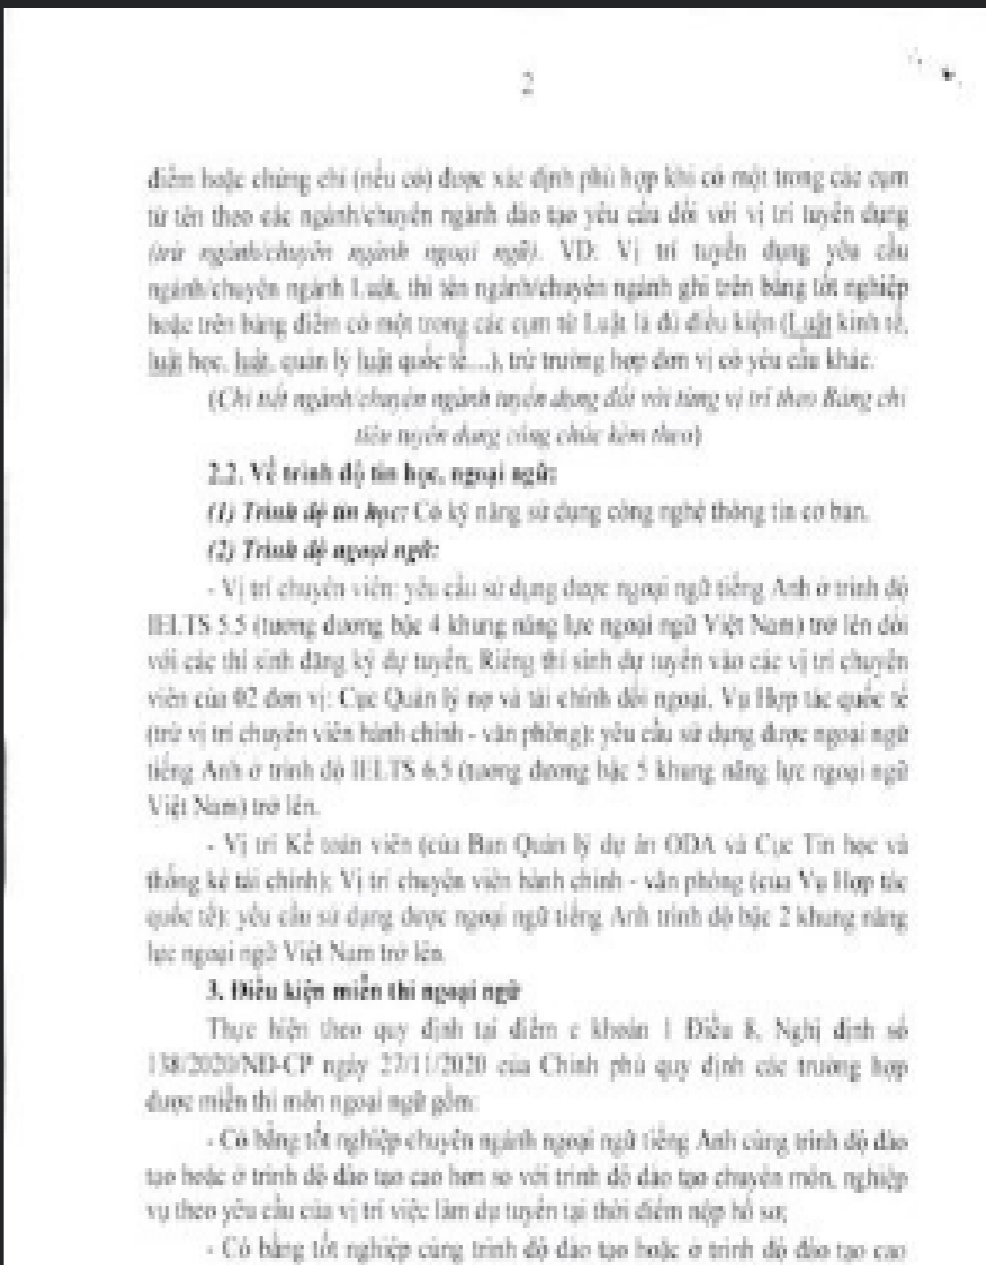 2
điểm hoặc chứng chỉ (nếu có) được xác định phù hợp khi có một trong các cụm
từ tên theo các ngành/chuyên ngành đào tạo yêu cầu đối với vị trí tuyển dụng
(trừ ngành/chuyên ngành ngoại ngữ). VD: Vị trí tuyển dụng yêu cầu
ngành/chuyên ngành Luật, thì tên ngành/chuyên ngành ghi trên bằng tốt nghiệp
hoặc trên bảng điểm có một trong các cụm từ Luật là đủ điều kiện (Luật kinh tế,
luật học, luật, quản lý luật quốc tế…), trừ trường hợp đơn vị có yêu cầu khác.
(Chi tiết ngành/chuyên ngành tuyển dụng đối với từng vị trí theo Bảng chỉ
tiêu tuyển dụng công chức kèm theo)
2.2. Về trình độ tin học, ngoại ngữ:
(1) Trình độ tin học: Có kỹ năng sử dụng công nghệ thông tin cơ bản.
(2) Trình độ ngoại ngữ:
- Vị trí chuyên viên: yêu cầu sử dụng được ngoại ngữ tiếng Anh ở trình độ
IELTS 5.5 (tương đương bậc 4 khung năng lực ngoại ngữ Việt Nam) trở lên đối
với các thí sinh đăng ký dự tuyển; Riêng thí sinh dự tuyển vào các vị trí chuyên
viên của 02 đơn vị: Cục Quản lý nợ và tài chính đối ngoại, Vụ Hợp tác quốc tế
(trừ vị trí chuyên viên hành chính - văn phòng): yêu cầu sử dụng được ngoại ngữ
tiếng Anh ở trình độ IELTS 6.5 (tương đương bậc 5 khung năng lực ngoại ngữ
Việt Nam) trở lên.
- Vị trí Kế toán viên (của Ban Quản lý dự án ODA và Cục Tin học và
thống kê tài chính); Vị trí chuyên viên hành chính - văn phòng (của Vụ Hợp tác
quốc tế): yêu cầu sử dụng được ngoại ngữ tiếng Anh trình độ bậc 2 khung năng
lực ngoại ngữ Việt Nam trở lên.
3. Điều kiện miễn thi ngoại ngữ
Thực hiện theo quy định tại điểm c khoản 1 Điều 8, Nghị định số
138/2020/NĐ-CP ngày 27/11/2020 của Chính phủ quy định các trường hợp
được miễn thi môn ngoại ngữ gồm:
- Có bằng tốt nghiệp chuyên ngành ngoại ngữ tiếng Anh cùng trình độ đào
tạo hoặc ở trình độ đào tạo cao hơn so với trình độ đào tạo chuyên môn, nghiệp
vụ theo yêu cầu của vị trí việc làm dự tuyển tại thời điểm nộp hồ sơ;
- Có bằng tốt nghiệp cùng trình độ đào tạo hoặc ở trình độ đào tạo cao